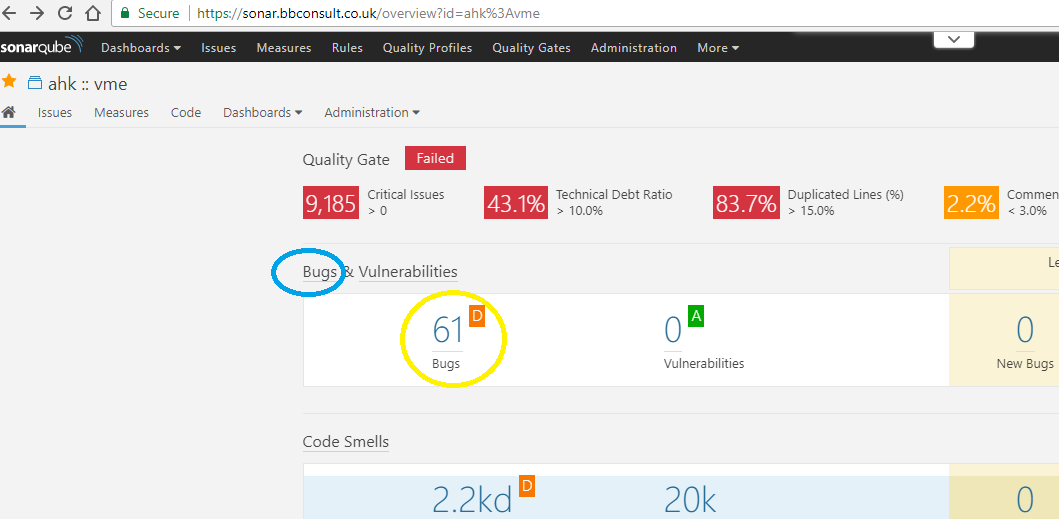 Secure https://sonar.bbconsult.co.uk/overview?id=ahk%3Avme
sonarqube Dashboards Issues Measures Rules Quality Profiles Quality Gates Administration More
ahk :: vme
Issues Measures Code Dashboards Administration
Quality Gate Failed
9,185 Critical Issues > 0
43.1% Technical Debt Ratio > 10.0%
83.7% Duplicated Lines (%) > 15.0%
2.2% Commen < 3.0%
Bugs & Vulnerabilities
Le
61 D
Bugs
0 A
Vulnerabilities
0
New Bugs
Code Smells
2.2kd D
20k
0